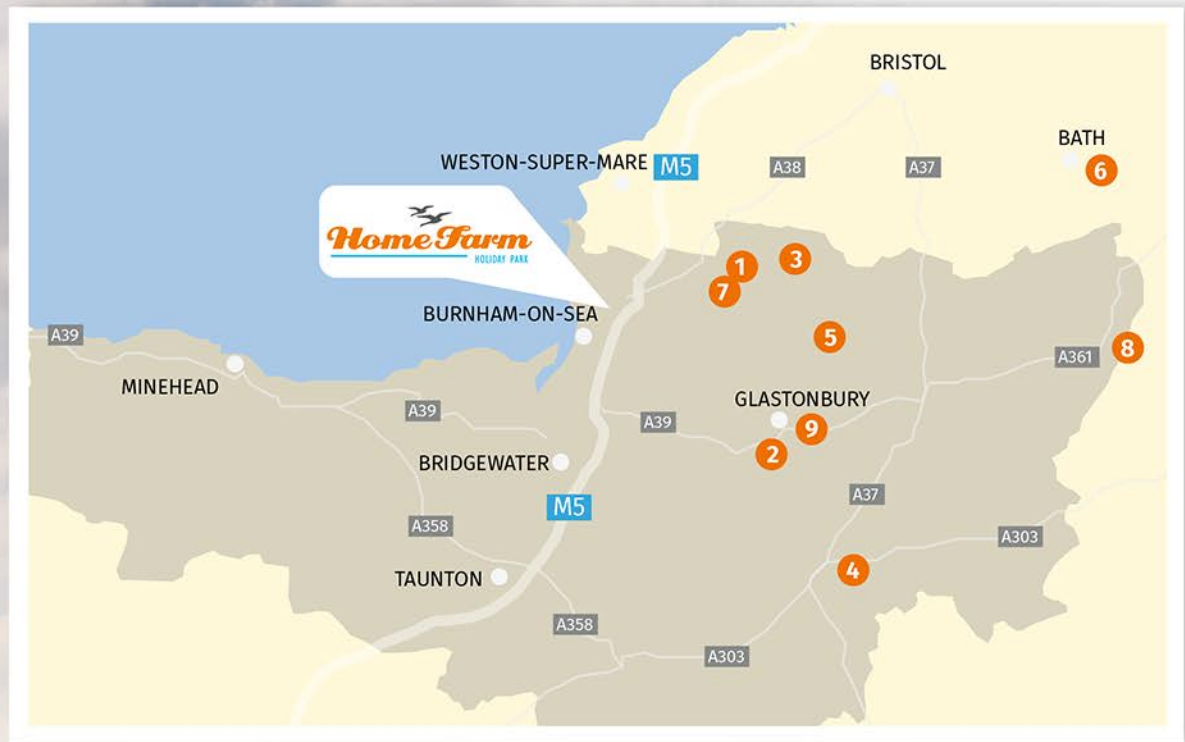 BRISTOL
BATH
6
WESTON-SUPER-MARE
M5
A38
A37
Home Farm
HOLIDAY PARK
1
3
7
BURNHAM-ON-SEA
5
A39
A361
8
MINEHEAD
GLASTONBURY
A39
A39
9
2
BRIDGEWATER
A37
M5
A358
A303
TAUNTON
4
A358
A303